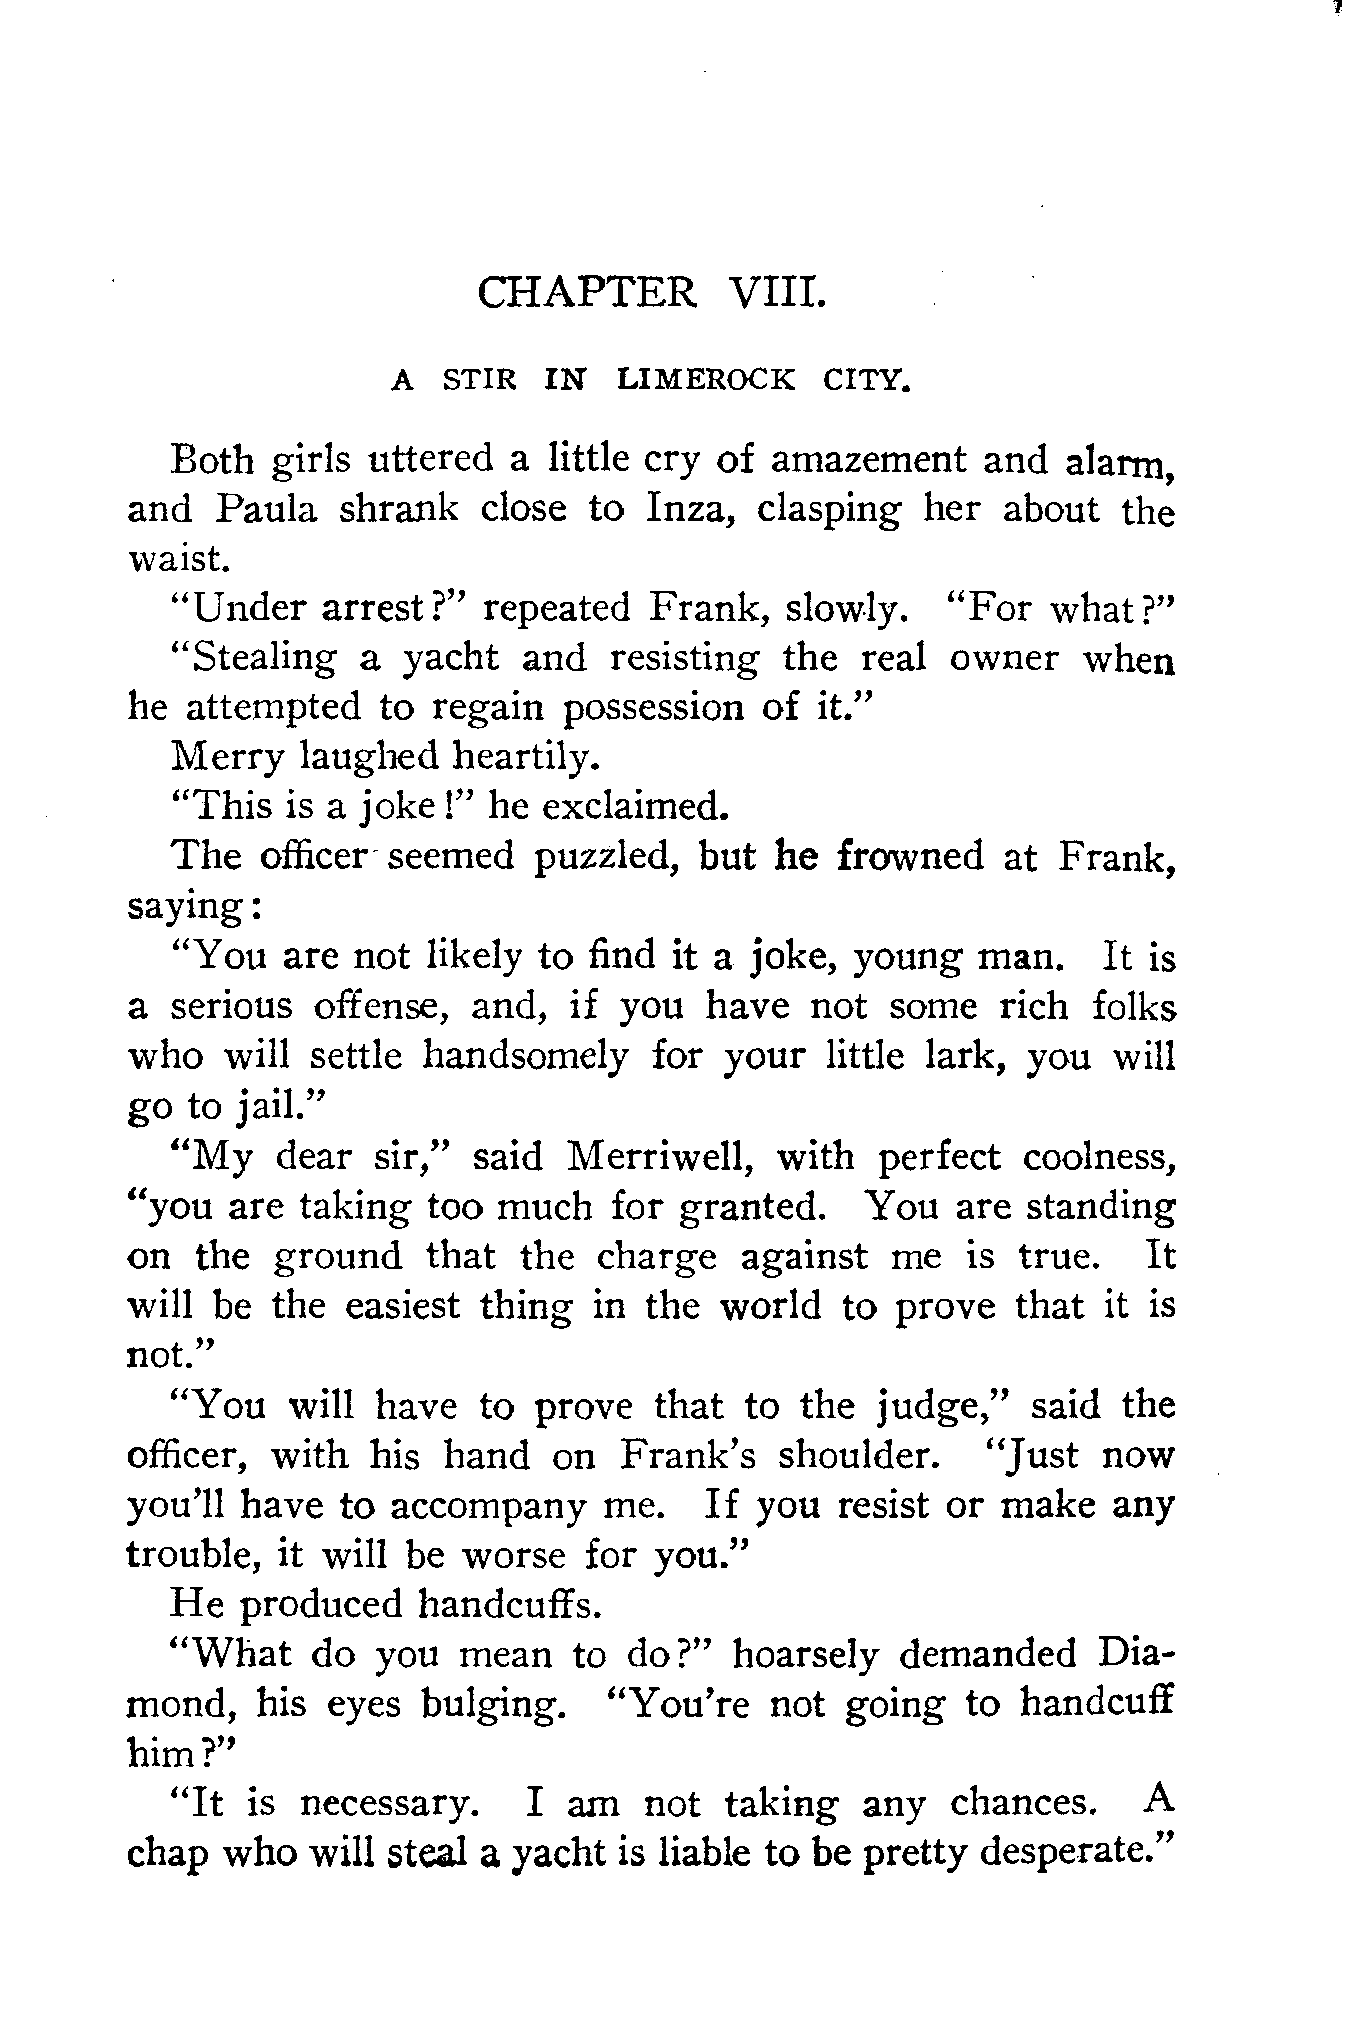 CHAPTER VIII.
A STIR IN LIMEROCK CITY.
Both girls uttered a little cry of amazement and alarm,
and Paula shrank close to Inza, clasping her about the
waist.
"Under arrest?" repeated Frank, slowly. "For what?"
"Stealing a yacht and resisting the real owner when
he attempted to regain possession of it."
Merry laughed heartily.
"This is a joke!" he exclaimed.
The officer seemed puzzled, but he frowned at Frank,
saying:
"You are not likely to find it a joke, young man. It is
a serious offense, and, if you have not some rich folks
who will settle handsomely for your little lark, you will
go to jail."
"My dear sir," said Merriwell, with perfect coolness,
"you are taking too much for granted. You are standing
on the ground that the charge against me is true. It
will be the easiest thing in the world to prove that it is
not."
"You will have to prove that to the judge," said the
officer, with his hand on Frank's shoulder. "Just now
you'll have to accompany me. If you resist or make any
trouble, it will be worse for you."
He produced handcuffs.
"What do you mean to do?" hoarsely demanded Dia-
mond, his eyes bulging. "You're not going to handcuff
him?"
"It is necessary. I am not taking any chances. A
chap who will steal a yacht is liable to be pretty desperate."